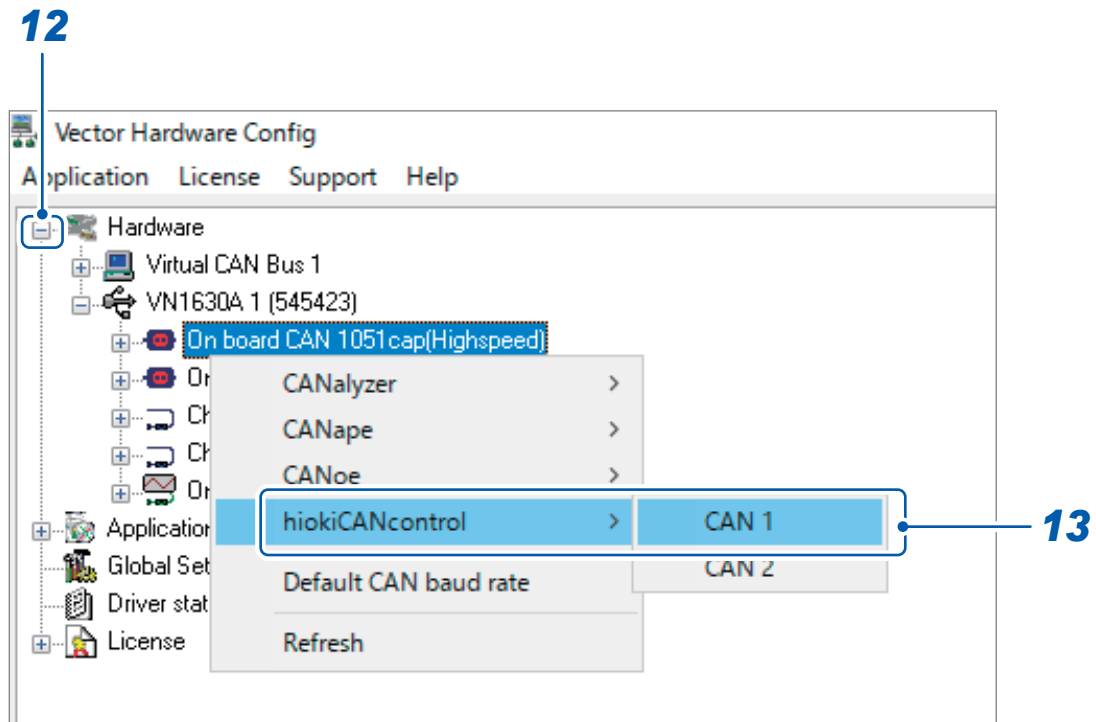 12
Vector Hardware Config
Application License Support Help
Hardware
Virtual CAN Bus 1
VN1630A 1 (545423)
On board CAN 1051cap(Highspeed)
CANalyzer
CANape
CANoe
hiokiCANcontrol
CAN 1
13
CAN 2
Default CAN baud rate
Refresh
Application
Global Set
Driver stat
License